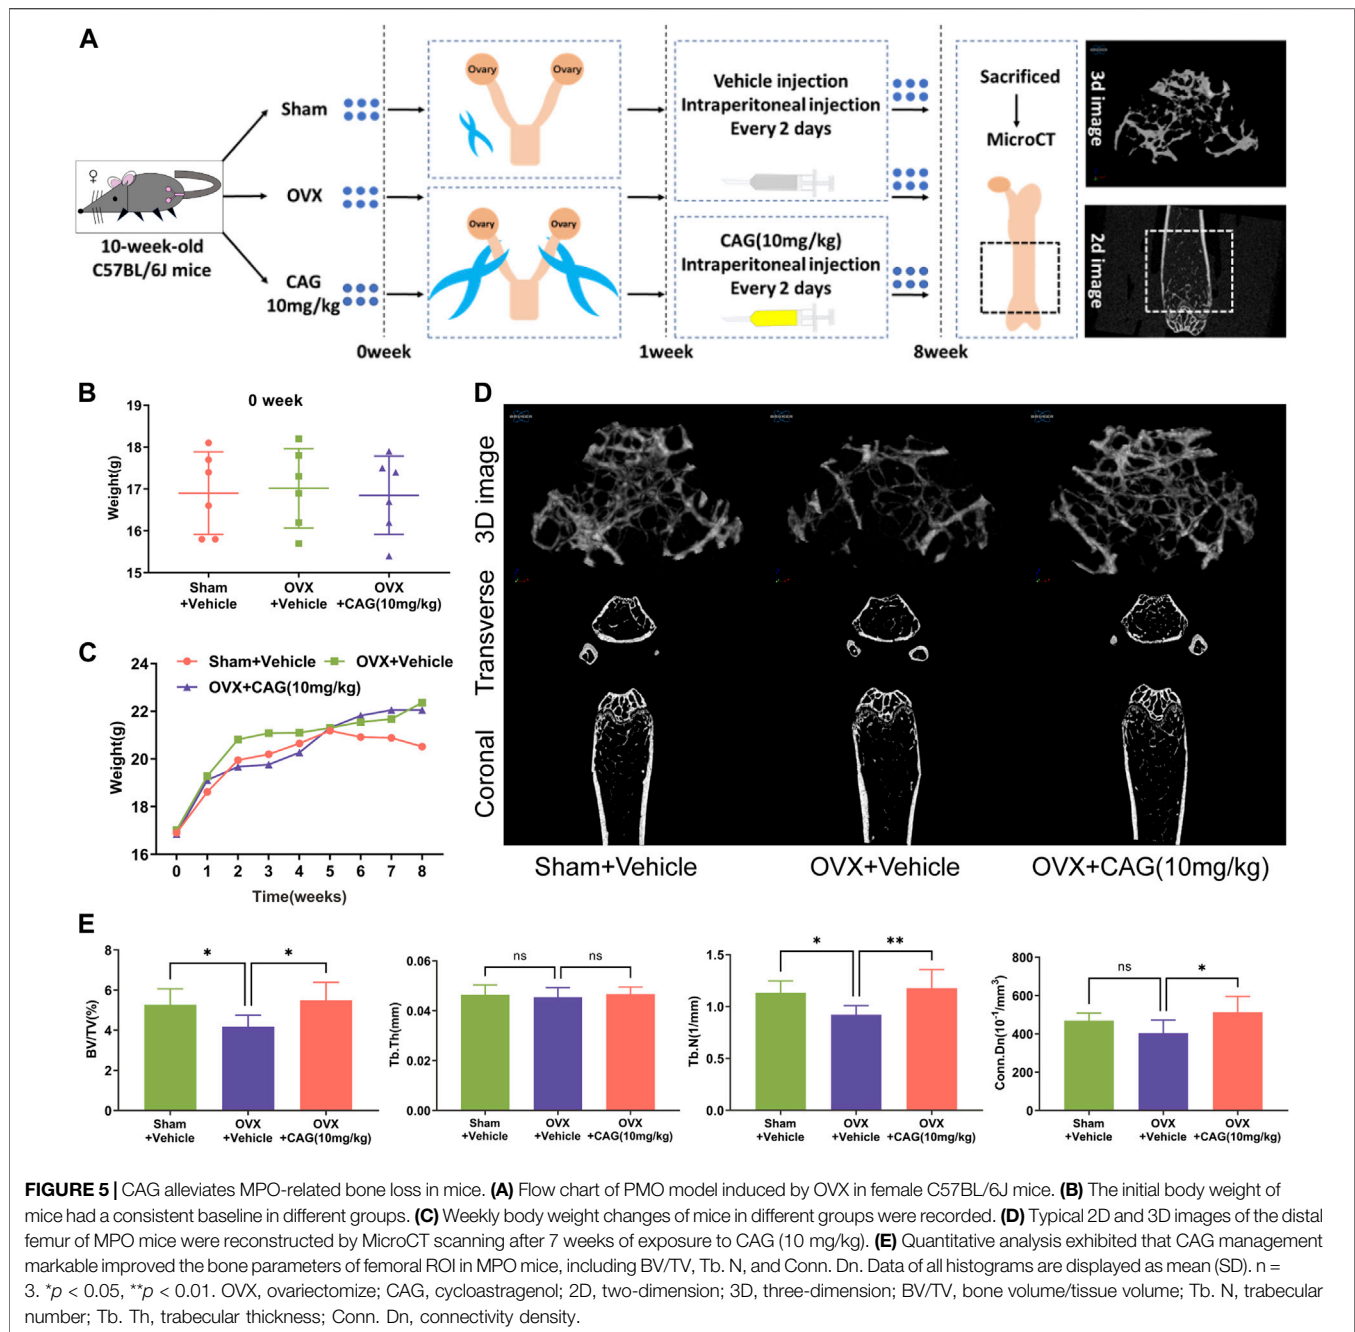 A
Sham
OVX
CAG
10mg/kg
♀
10-week-old
C57BL/6J mice
Ovary
Ovary
Ovary
Ovary
Vehicle injection
Intraperitoneal injection
Every 2 days
CAG(10mg/kg)
Intraperitoneal injection
Every 2 days
Sacrificed
MicroCT
3d image
2d image
0week
1week
8week
B
0 week
19
18
17
16
15
Weight(g)
Sham
+Vehicle
OVX
+Vehicle
OVX
+CAG(10mg/kg)
C
Sham+Vehicle
OVX+Vehicle
OVX+CAG(10mg/kg)
24
22
20
18
16
Weight(g)
0 1 2 3 4 5 6 7 8
Time(weeks)
D
BRUKER
BRUKER
BRUKER
3D image
Transverse
Coronal
Sham+Vehicle
OVX+Vehicle
OVX+CAG(10mg/kg)
E
8
6
4
2
0
BV/TV(%)
*
*
Sham
+Vehicle
OVX
+Vehicle
OVX
+CAG(10mg/kg)
0.06
0.04
0.02
0.00
Tb.Th(mm)
ns
ns
Sham
+Vehicle
OVX
+Vehicle
OVX
+CAG(10mg/kg)
1.5
1.0
0.5
0.0
Tb.N(1/mm)
*
**
Sham
+Vehicle
OVX
+Vehicle
OVX
+CAG(10mg/kg)
800
600
400
200
0
Conn.Dn(10⁻¹/mm³)
ns
*
Sham
+Vehicle
OVX
+Vehicle
OVX
+CAG(10mg/kg)
FIGURE 5 | CAG alleviates MPO-related bone loss in mice. (A) Flow chart of PMO model induced by OVX in female C57BL/6J mice. (B) The initial body weight of
mice had a consistent baseline in different groups. (C) Weekly body weight changes of mice in different groups were recorded. (D) Typical 2D and 3D images of the distal
femur of MPO mice were reconstructed by MicroCT scanning after 7 weeks of exposure to CAG (10 mg/kg). (E) Quantitative analysis exhibited that CAG management
markable improved the bone parameters of femoral ROI in MPO mice, including BV/TV, Tb. N, and Conn. Dn. Data of all histograms are displayed as mean (SD). n =
3. *p < 0.05, **p < 0.01. OVX, ovariectomize; CAG, cycloastragenol; 2D, two-dimension; 3D, three-dimension; BV/TV, bone volume/tissue volume; Tb. N, trabecular
number; Tb. Th, trabecular thickness; Conn. Dn, connectivity density.